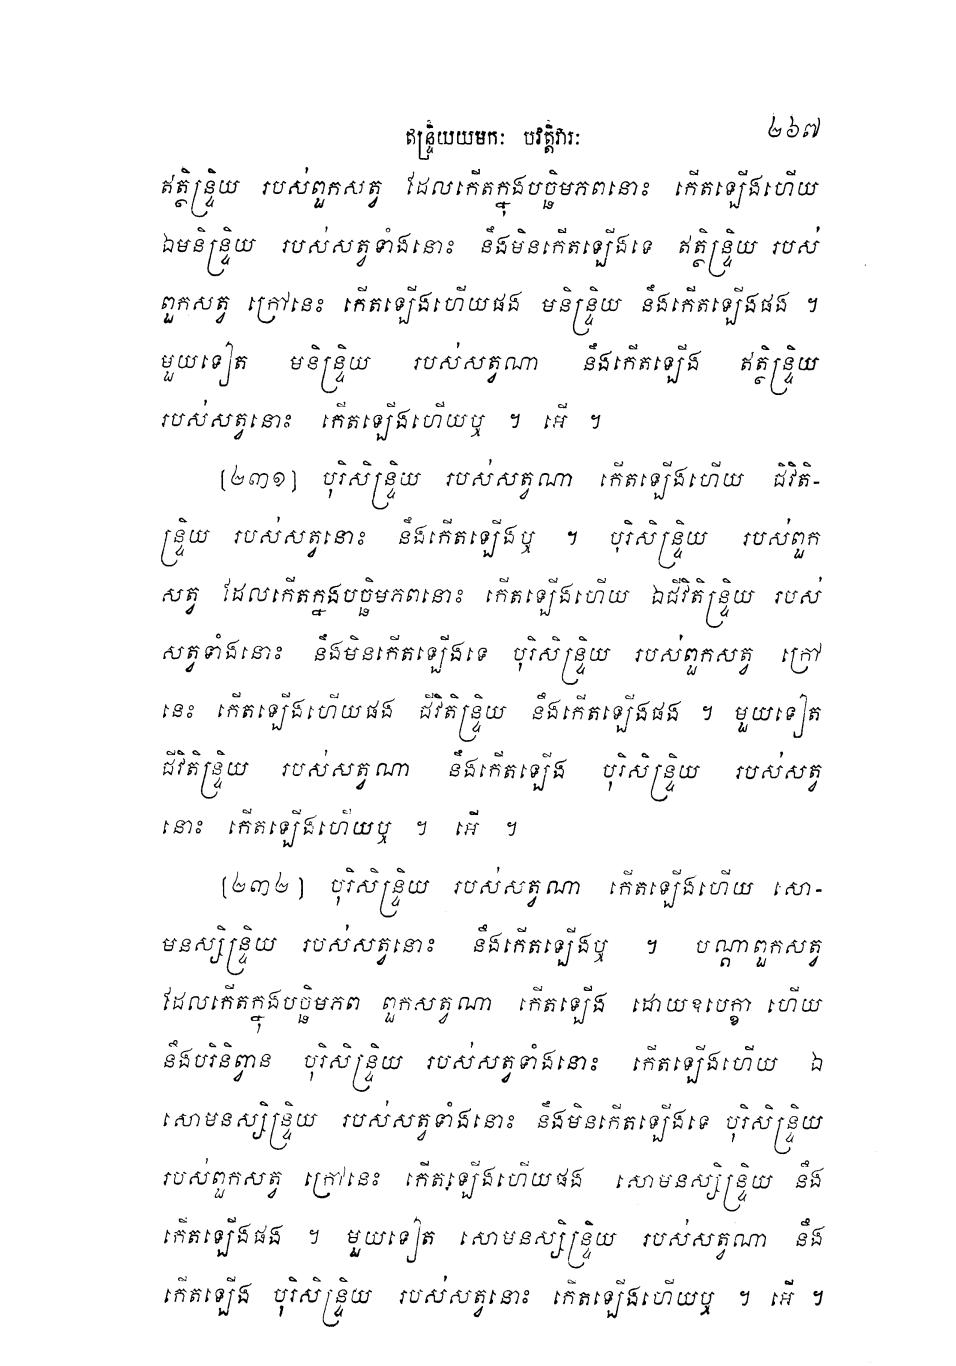 ឥន្ទ្រិយយមកៈ បវត្តិវារៈ ២៦៧
ឥត្ថិន្ទ្រិយ របស់ពួកសត្វ ដែលកើតក្នុងបច្ឆិមភពនោះ កើតឡើងហើយ
ឯមនិន្ទ្រិយ របស់សត្វទាំងនោះ នឹងមិនកើតឡើងទេ ឥត្ថិន្ទ្រិយ របស់
ពួកសត្វ ក្រៅនេះ កើតឡើងហើយផង មនិន្ទ្រិយ នឹងកើតឡើងផង ។
មួយទៀត មនិន្ទ្រិយ របស់សត្វណា នឹងកើតឡើង ឥត្ថិន្ទ្រិយ
របស់សត្វនោះ កើតឡើងហើយឬ ។ អើ ។
[២៣១] បុរិសិន្ទ្រិយ របស់សត្វណា កើតឡើងហើយ ជីវិតិ-
ន្ទ្រិយ របស់សត្វនោះ នឹងកើតឡើងឬ ។ បុរិសិន្ទ្រិយ របស់ពួក
សត្វ ដែលកើតក្នុងបច្ឆិមភពនោះ កើតឡើងហើយ ឯជីវិតិន្ទ្រិយ របស់
សត្វទាំងនោះ នឹងមិនកើតឡើងទេ បុរិសិន្ទ្រិយ របស់ពួកសត្វ ក្រៅ
នេះ កើតឡើងហើយផង ជីវិតិន្ទ្រិយ នឹងកើតឡើងផង ។ មួយទៀត
ជីវិតិន្ទ្រិយ របស់សត្វណា នឹងកើតឡើង បុរិសិន្ទ្រិយ របស់សត្វ
នោះ កើតឡើងហើយឬ ។ អើ ។
[២៣២] បុរិសិន្ទ្រិយ របស់សត្វណា កើតឡើងហើយ សោ-
មនស្សិន្ទ្រិយ របស់សត្វនោះ នឹងកើតឡើងឬ ។ បណ្តាពួកសត្វ
ដែលកើតក្នុងបច្ឆិមភព ពួកសត្វណា កើតឡើង ដោយឧបេក្ខា ហើយ
នឹងបរិនិព្វាន បុរិសិន្ទ្រិយ របស់សត្វទាំងនោះ កើតឡើងហើយ ឯ
សោមនស្សិន្ទ្រិយ របស់សត្វទាំងនោះ នឹងមិនកើតឡើងទេ បុរិសិន្ទ្រិយ
របស់ពួកសត្វ ក្រៅនេះ កើតឡើងហើយផង សោមនស្សិន្ទ្រិយ នឹង
កើតឡើងផង ។ មួយទៀត សោមនស្សិន្ទ្រិយ របស់សត្វណា នឹង
កើតឡើង បុរិសិន្ទ្រិយ របស់សត្វនោះ កើតឡើងហើយឬ ។ អើ ។